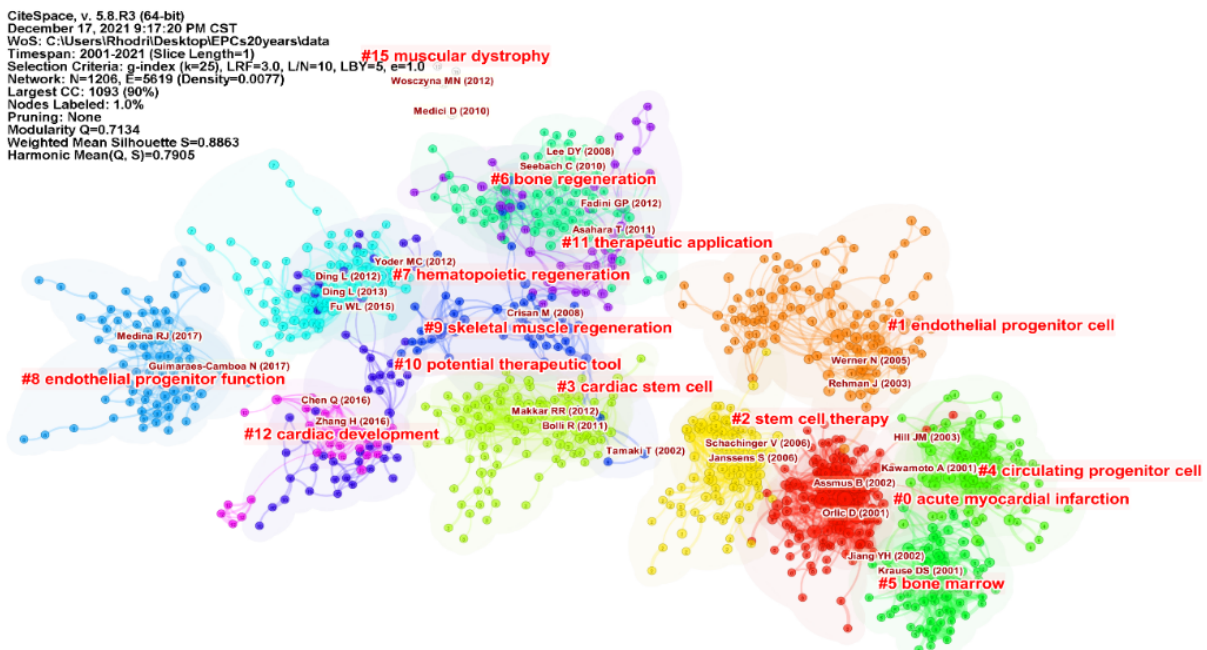 CiteSpace, v. 5.8.R3 (64-bit)
December 17, 2021 9:17:20 PM CST
WoS: C:\Users\Rhodri\Desktop\EPCs20years\data
Timespan: 2001-2021 (Slice Length=1)
Selection Criteria: g-index (k=25), LRF=3.0, L/N=10, LBY=5, e=1.0
Network: N=1206, E=5619 (Density=0.0077)
Largest CC: 1093 (90%)
Nodes Labeled: 1.0%
Pruning: None
Modularity Q=0.7134
Weighted Mean Silhouette S=0.8863
Harmonic Mean(Q, S)=0.7905
#15 muscular dystrophy
Wosczyna MN (2012)
Medici D (2010)
Lee DY (2008)
Seebach C (2010)
#6 bone regeneration
Fadini GP (2012)
Asahara T (2011)
#11 therapeutic application
Yoder MC (2012)
#7 hematopoietic regeneration
Ding L (2012)
Ding L (2013)
Fu WL (2015)
Crisan M (2008)
#9 skeletal muscle regeneration
#1 endothelial progenitor cell
Medina RJ (2017)
Guimaraes-Camboa N (2017)
#8 endothelial progenitor function
#10 potential therapeutic tool
Werner N (2005)
Rehman J (2003)
#3 cardiac stem cell
Chen Q (2016)
Zhang H (2016)
#12 cardiac development
Makkar RR (2012)
Bolli R (2011)
Tamaki T (2002)
#2 stem cell therapy
Schachinger V (2006)
Janssens S (2006)
Hill JM (2003)
Kawamoto A (2001)
#4 circulating progenitor cell
Assmus B (2002)
#0 acute myocardial infarction
Orlic D (2001)
Jiang YH (2002)
Krause DS (2001)
#5 bone marrow